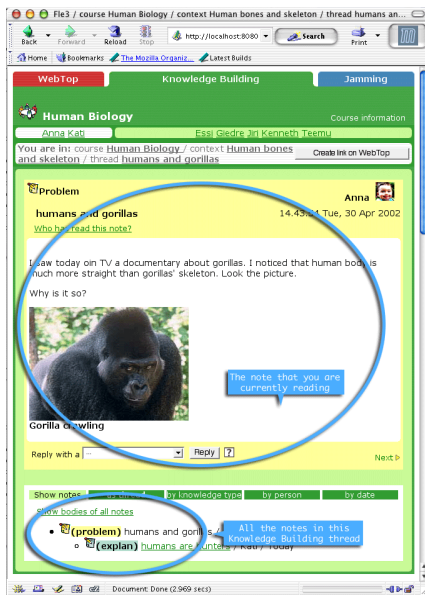 Fle3 / course Human Biology / context Human bones and skeleton / thread humans an...
Back Forward Reload Stop http://localhost:8080 Search Print
Home Bookmarks The Mozilla Organiz... Latest Builds
WebTop Knowledge Building Jamming
Human Biology Course information
Anna Kati Essi Giedre Jiri Kenneth Teemu
You are in: course Human Biology / context Human bones
and skeleton / thread humans and gorillas
Create link on WebTop
Problem
Anna
humans and gorillas 14.43.04 Tue, 30 Apr 2002
Who has read this note?
I saw today oin TV a documentary about gorillas. I noticed that human body is
much more straight than gorillas' skeleton. Look the picture.
Why is it so?
The note that you are
currently reading
Gorilla crawling
Reply with a ... Reply ?
Next
Show notes by knowledge type by person by date
Show bodies of all notes
(problem) humans and gorillas /
(explan) humans are hunters / Kati / Today
All the notes in this
Knowledge Building thread
Document: Done (2.969 secs)